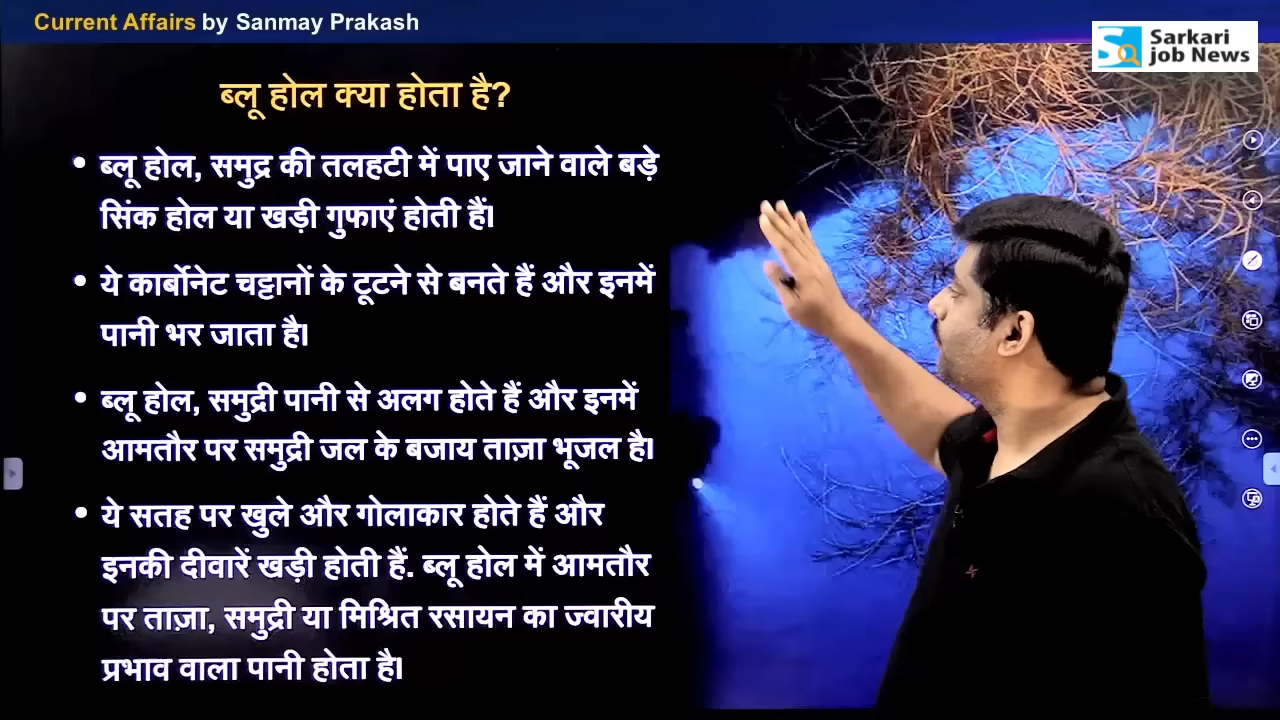 Current Affairs by Sanmay Prakash
Sarkari
job News
ब्लू होल क्या होता है?
• ब्लू होल, समुद्र की तलहटी में पाए जाने वाले बड़े
सिंक होल या खड़ी गुफाएं होती हैं।
• ये कार्बोनेट चट्टानों के टूटने से बनते हैं और इनमें
पानी भर जाता है।
• ब्लू होल, समुद्री पानी से अलग होते हैं और इनमें
आमतौर पर समुद्री जल के बजाय ताज़ा भूजल है।
• ये सतह पर खुले और गोलाकार होते हैं और
इनकी दीवारें खड़ी होती हैं. ब्लू होल में आमतौर
पर ताज़ा, समुद्री या मिश्रित रसायन का ज्वारीय
प्रभाव वाला पानी होता है।